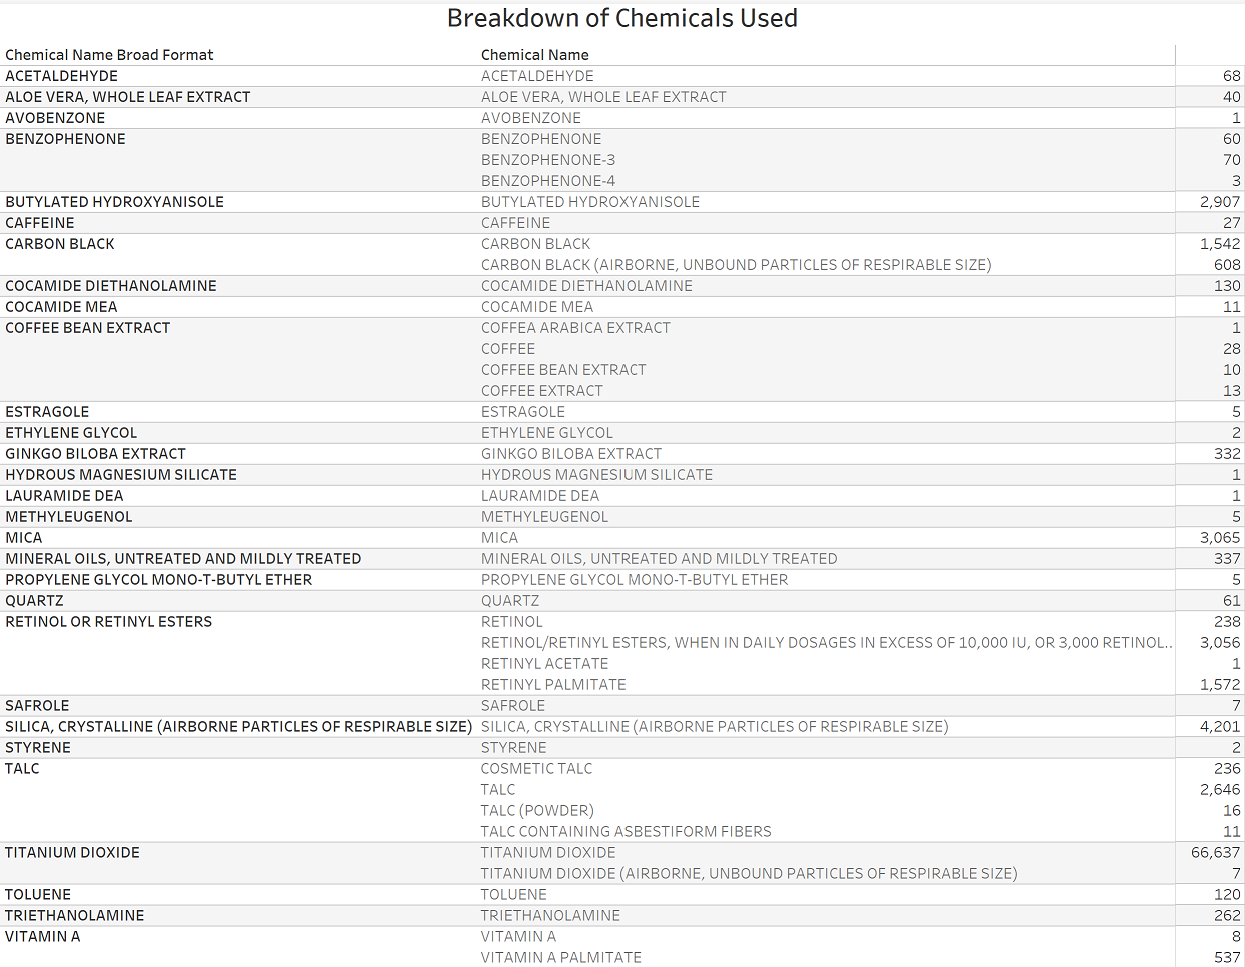 Breakdown of Chemicals Used
Chemical Name Broad Format Chemical Name
ACETALDEHYDE ACETALDEHYDE 68
ALOE VERA, WHOLE LEAF EXTRACT ALOE VERA, WHOLE LEAF EXTRACT 40
AVOBENZONE AVOBENZONE 1
BENZOPHENONE BENZOPHENONE 60
BENZOPHENONE-3 70
BENZOPHENONE-4 3
BUTYLATED HYDROXYANISOLE BUTYLATED HYDROXYANISOLE 2,907
CAFFEINE CAFFEINE 27
CARBON BLACK CARBON BLACK 1,542
CARBON BLACK (AIRBORNE, UNBOUND PARTICLES OF RESPIRABLE SIZE) 608
COCAMIDE DIETHANOLAMINE COCAMIDE DIETHANOLAMINE 130
COCAMIDE MEA COCAMIDE MEA 11
COFFEE BEAN EXTRACT COFFEA ARABICA EXTRACT 1
COFFEE 28
COFFEE BEAN EXTRACT 10
COFFEE EXTRACT 13
ESTRAGOLE ESTRAGOLE 5
ETHYLENE GLYCOL ETHYLENE GLYCOL 2
GINKGO BILOBA EXTRACT GINKGO BILOBA EXTRACT 332
HYDROUS MAGNESIUM SILICATE HYDROUS MAGNESIUM SILICATE 1
LAURAMIDE DEA LAURAMIDE DEA 1
METHYLEUGENOL METHYLEUGENOL 5
MICA MICA 3,065
MINERAL OILS, UNTREATED AND MILDLY TREATED MINERAL OILS, UNTREATED AND MILDLY TREATED 337
PROPYLENE GLYCOL MONO-T-BUTYL ETHER PROPYLENE GLYCOL MONO-T-BUTYL ETHER 5
QUARTZ QUARTZ 61
RETINOL OR RETINYL ESTERS RETINOL 238
RETINOL/RETINYL ESTERS, WHEN IN DAILY DOSAGES IN EXCESS OF 10,000 IU, OR 3,000 RETINOL.. 3,056
RETINYL ACETATE 1
RETINYL PALMITATE 1,572
SAFROLE SAFROLE 7
SILICA, CRYSTALLINE (AIRBORNE PARTICLES OF RESPIRABLE SIZE) SILICA, CRYSTALLINE (AIRBORNE PARTICLES OF RESPIRABLE SIZE) 4,201
STYRENE STYRENE 2
TALC COSMETIC TALC 236
TALC 2,646
TALC (POWDER) 16
TALC CONTAINING ASBESTIFORM FIBERS 11
TITANIUM DIOXIDE TITANIUM DIOXIDE 66,637
TITANIUM DIOXIDE (AIRBORNE, UNBOUND PARTICLES OF RESPIRABLE SIZE) 7
TOLUENE TOLUENE 120
TRIETHANOLAMINE TRIETHANOLAMINE 262
VITAMIN A VITAMIN A 8
VITAMIN A PALMITATE 537